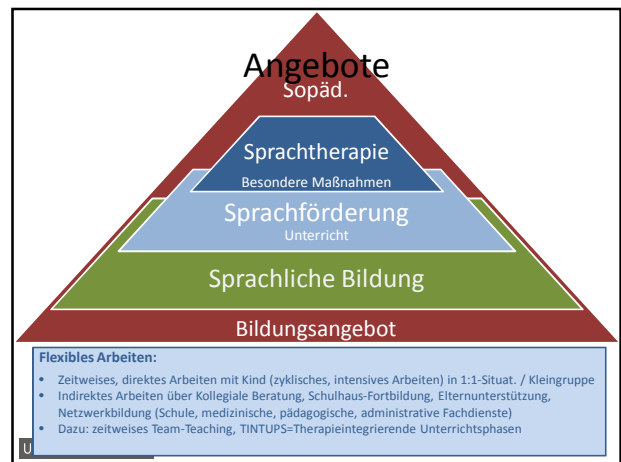 Angebote
Sopäd.
Sprachtherapie
Besondere Maßnahmen
Sprachförderung
Unterricht
Sprachliche Bildung
Bildungsangebot
Flexibles Arbeiten:
• Zeitweises, direktes Arbeiten mit Kind (zyklisches, intensives Arbeiten) in 1:1-Situat. / Kleingruppe
• Indirektes Arbeiten über Kollegiale Beratung, Schulhaus-Fortbildung, Elternunterstützung,
Netzwerkbildung (Schule, medizinische, pädagogische, administrative Fachdienste)
• Dazu: zeitweises Team-Teaching, TINTUPS=Therapieintegrierende Unterrichtsphasen